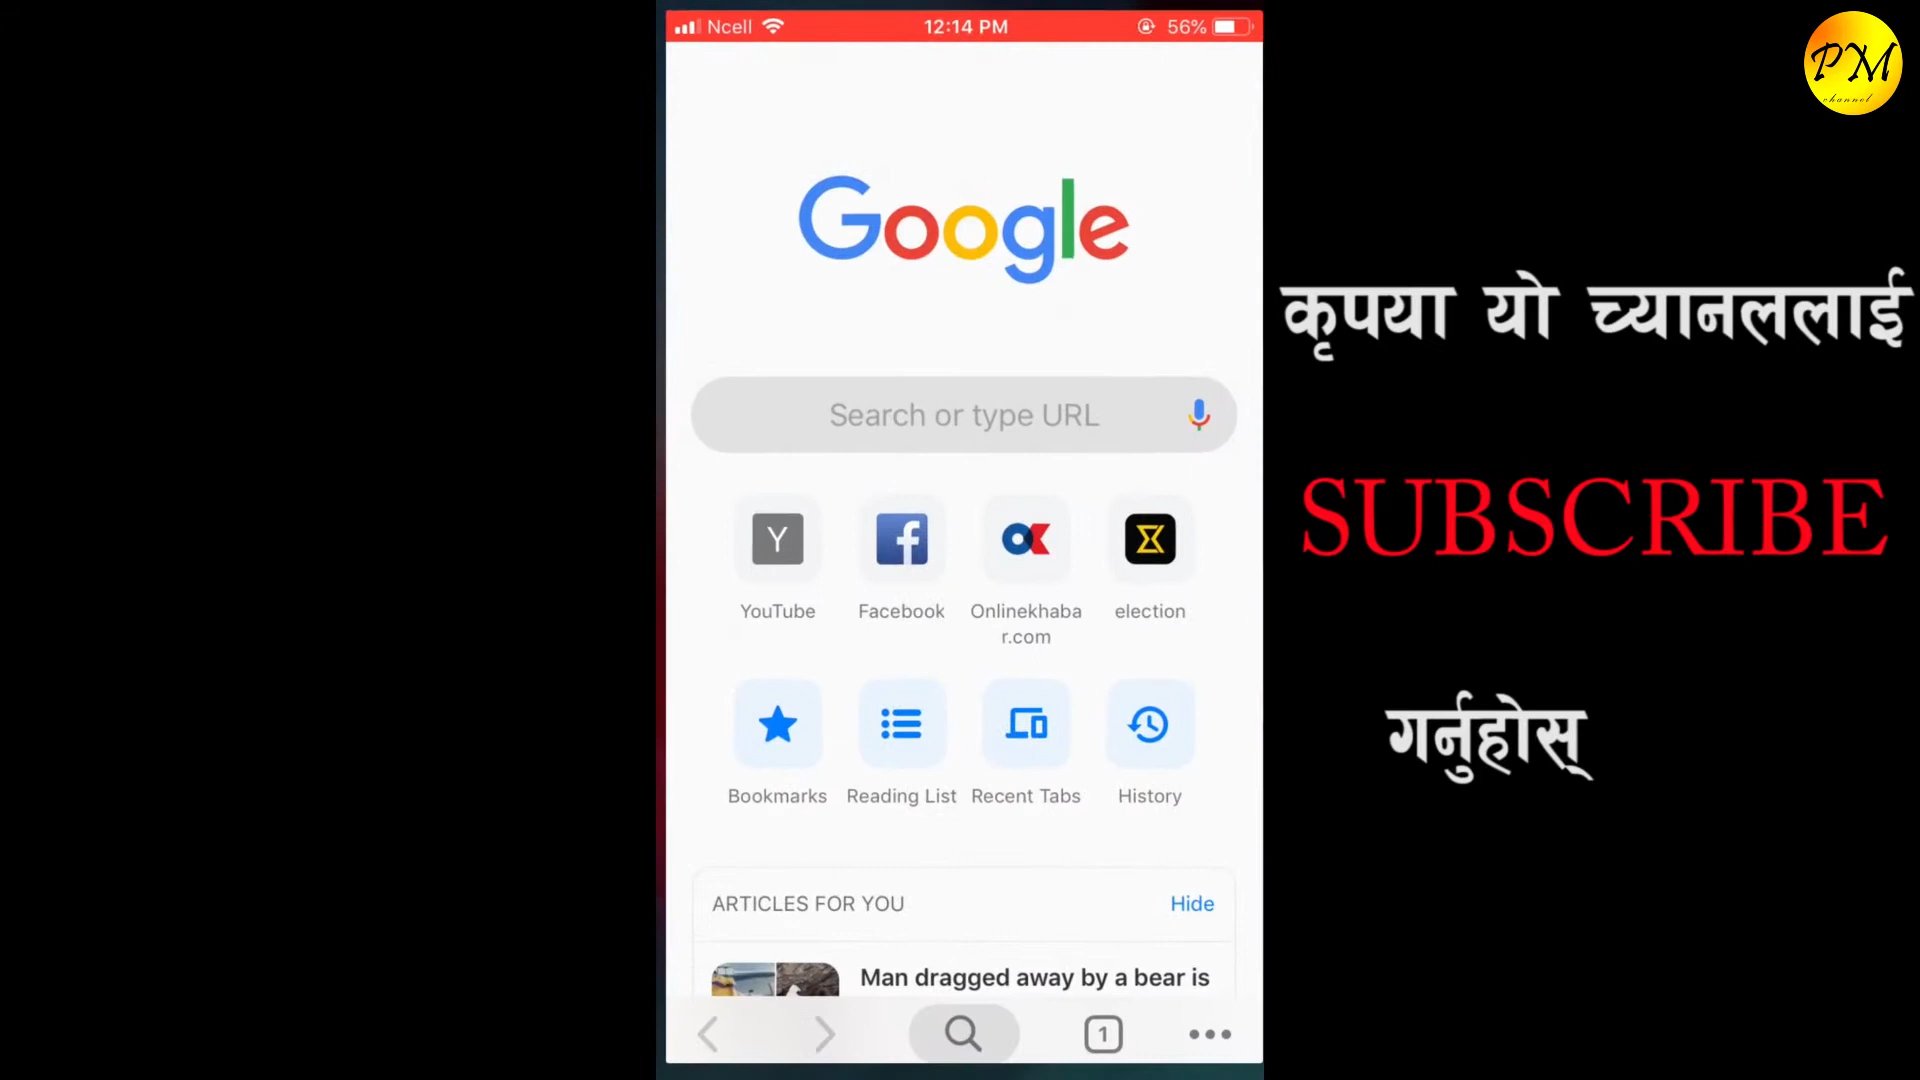 Ncell 12:14 PM 56%
PM
channel
Google
कृपया यो च्यानललाई
Search or type URL
SUBSCRIBE
Y
YouTube Facebook Onlinekhaba election
r.com
गर्नुहोस्
Bookmarks Reading List Recent Tabs History
ARTICLES FOR YOU Hide
Man dragged away by a bear is
1